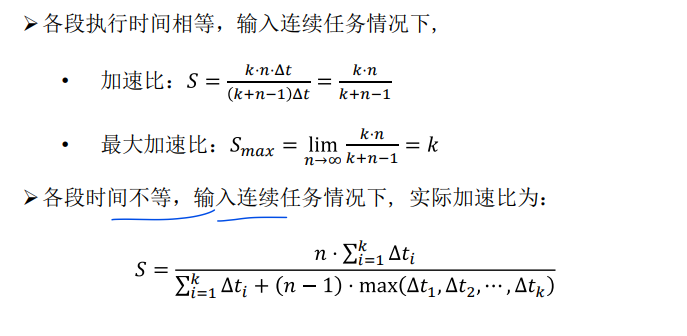 ➢各段执行时间相等，输入连续任务情况下,
• 加速比：S = k·n·Δt / (k+n−1)Δt = k·n / k+n−1
• 最大加速比：S_max = lim_{n→∞} k·n / k+n−1 = k
➢各段时间不等，输入连续任务情况下, 实际加速比为：
S = n · ∑_{i=1}^{k} Δt_i / ∑_{i=1}^{k} Δt_i + (n − 1) · max(Δt_1, Δt_2, ⋯ , Δt_k)